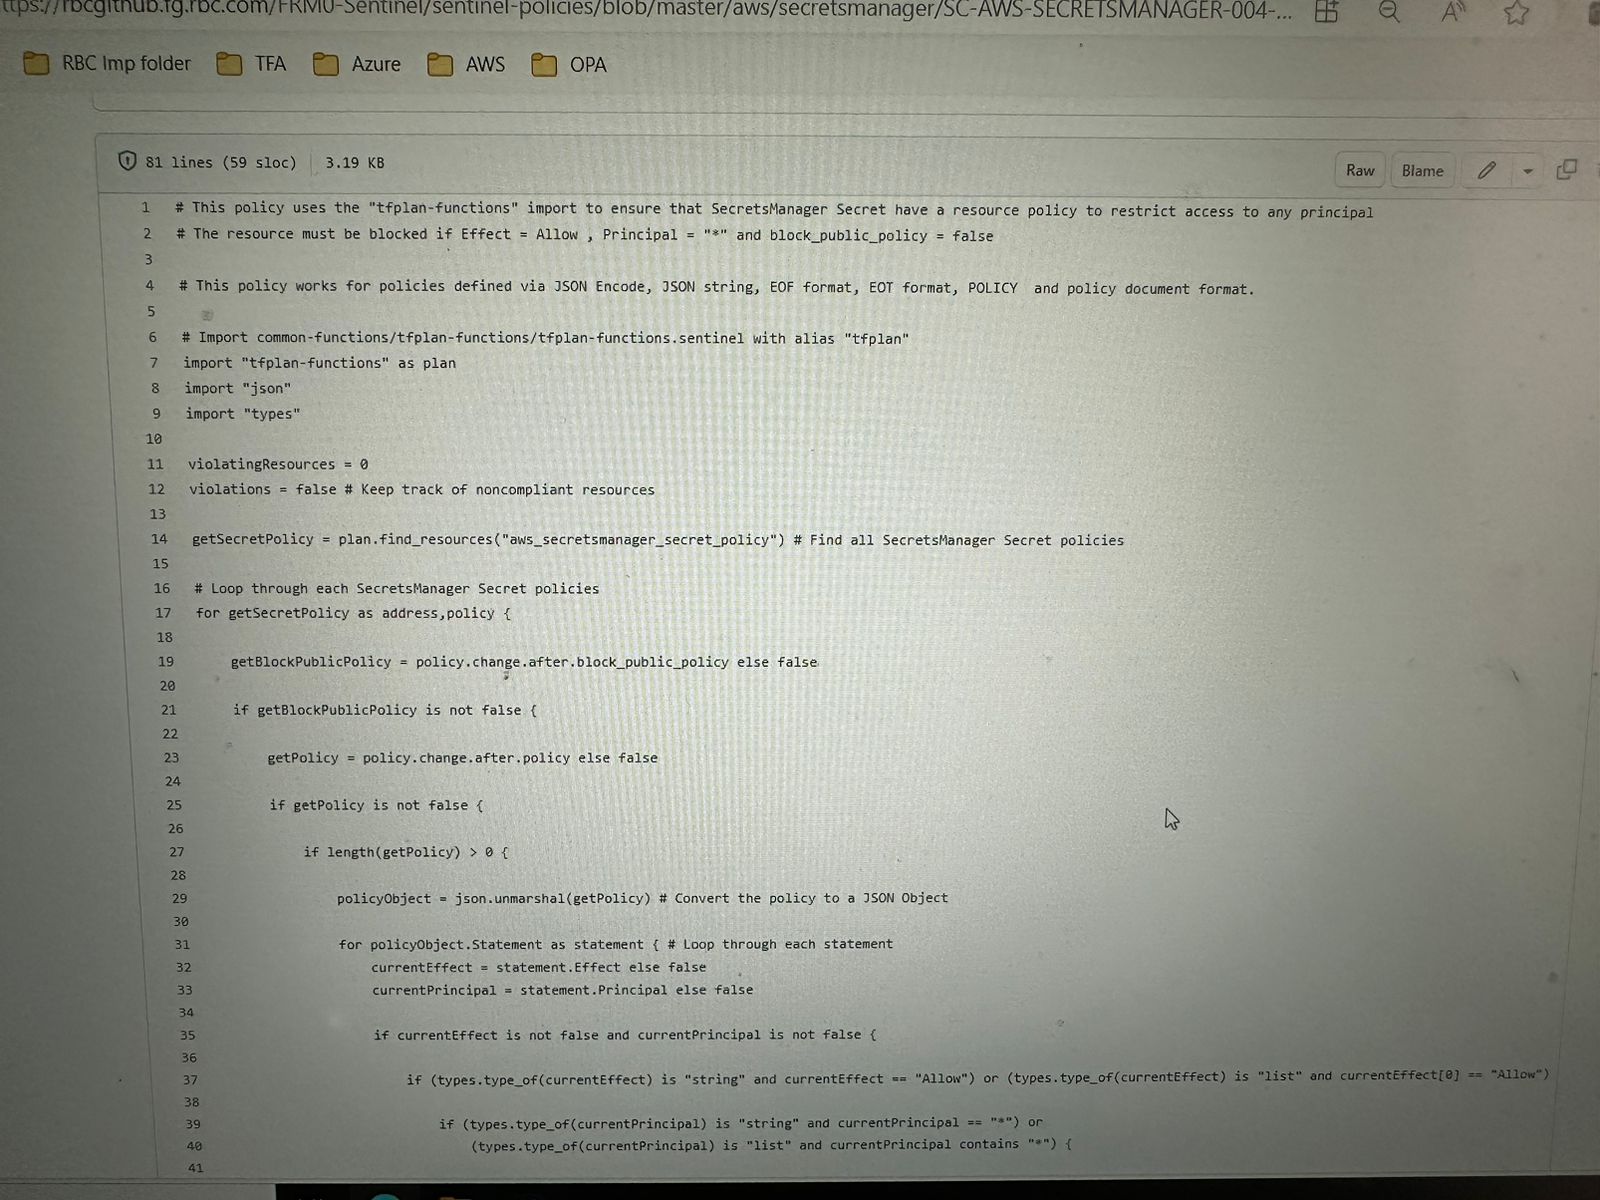 ttps://rbcgithub.fg.rbc.com/FRM0-Sentinel/sentinel-policies/blob/master/aws/secretsmanager/SC-AWS-SECRETSMANAGER-004-...
RBC Imp folder TFA Azure AWS OPA
81 lines (59 sloc) 3.19 KB Raw Blame
1 # This policy uses the "tfplan-functions" import to ensure that SecretsManager Secret have a resource policy to restrict access to any principal
2 # The resource must be blocked if Effect = Allow , Principal = "*" and block_public_policy = false
3
4 # This policy works for policies defined via JSON Encode, JSON string, EOF format, EOT format, POLICY  and policy document format.
5
6 # Import common-functions/tfplan-functions/tfplan-functions.sentinel with alias "tfplan"
7 import "tfplan-functions" as plan
8 import "json"
9 import "types"
10
11 violatingResources = 0
12 violations = false # Keep track of noncompliant resources
13
14 getSecretPolicy = plan.find_resources("aws_secretsmanager_secret_policy") # Find all SecretsManager Secret policies
15
16 # Loop through each SecretsManager Secret policies
17 for getSecretPolicy as address,policy {
18
19 getBlockPublicPolicy = policy.change.after.block_public_policy else false
20
21 if getBlockPublicPolicy is not false {
22
23 getPolicy = policy.change.after.policy else false
24
25 if getPolicy is not false {
26
27 if length(getPolicy) > 0 {
28
29 policyObject = json.unmarshal(getPolicy) # Convert the policy to a JSON Object
30
31 for policyObject.Statement as statement { # Loop through each statement
32 currentEffect = statement.Effect else false
33 currentPrincipal = statement.Principal else false
34
35 if currentEffect is not false and currentPrincipal is not false {
36
37 if (types.type_of(currentEffect) is "string" and currentEffect == "Allow") or (types.type_of(currentEffect) is "list" and currentEffect[0] == "Allow")
38
39 if (types.type_of(currentPrincipal) is "string" and currentPrincipal == "*") or
40 (types.type_of(currentPrincipal) is "list" and currentPrincipal contains "*") {
41